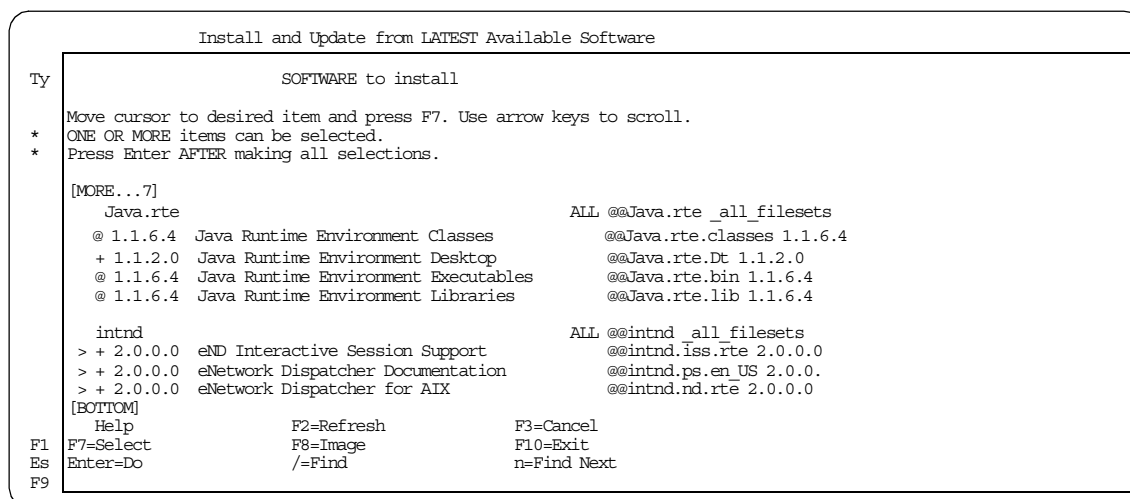 Install and Update from LATEST Available Software
Ty SOFTWARE to install
Move cursor to desired item and press F7. Use arrow keys to scroll.
* ONE OR MORE items can be selected.
* Press Enter AFTER making all selections.
[MORE...7]
Java.rte ALL @@Java.rte _all_filesets
@ 1.1.6.4 Java Runtime Environment Classes @@Java.rte.classes 1.1.6.4
+ 1.1.2.0 Java Runtime Environment Desktop @@Java.rte.Dt 1.1.2.0
@ 1.1.6.4 Java Runtime Environment Executables @@Java.rte.bin 1.1.6.4
@ 1.1.6.4 Java Runtime Environment Libraries @@Java.rte.lib 1.1.6.4
intnd ALL @@intnd _all_filesets
> + 2.0.0.0 eND Interactive Session Support @@intnd.iss.rte 2.0.0.0
> + 2.0.0.0 eNetwork Dispatcher Documentation @@intnd.ps.en_US 2.0.0.
> + 2.0.0.0 eNetwork Dispatcher for AIX @@intnd.nd.rte 2.0.0.0
[BOTTOM]
Help F2=Refresh F3=Cancel
F1 F7=Select F8=Image F10=Exit
Es Enter=Do /=Find n=Find Next
F9